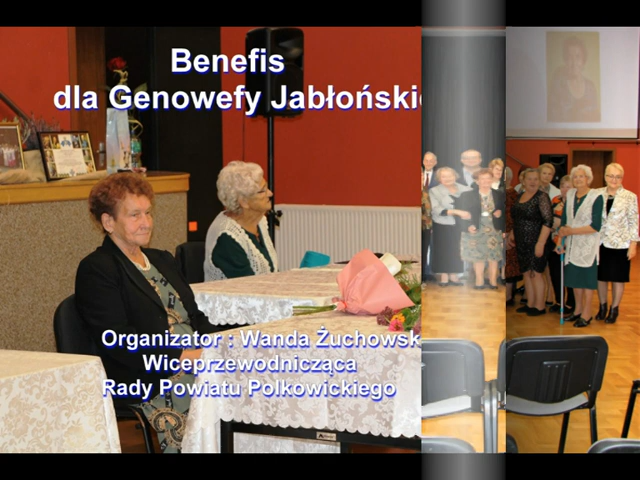 Benefis
dla Genowefy Jabłońskie
Organizator : Wanda Żuchowsk
Wiceprzewodnicząca
Rady Powiatu Polkowickiego